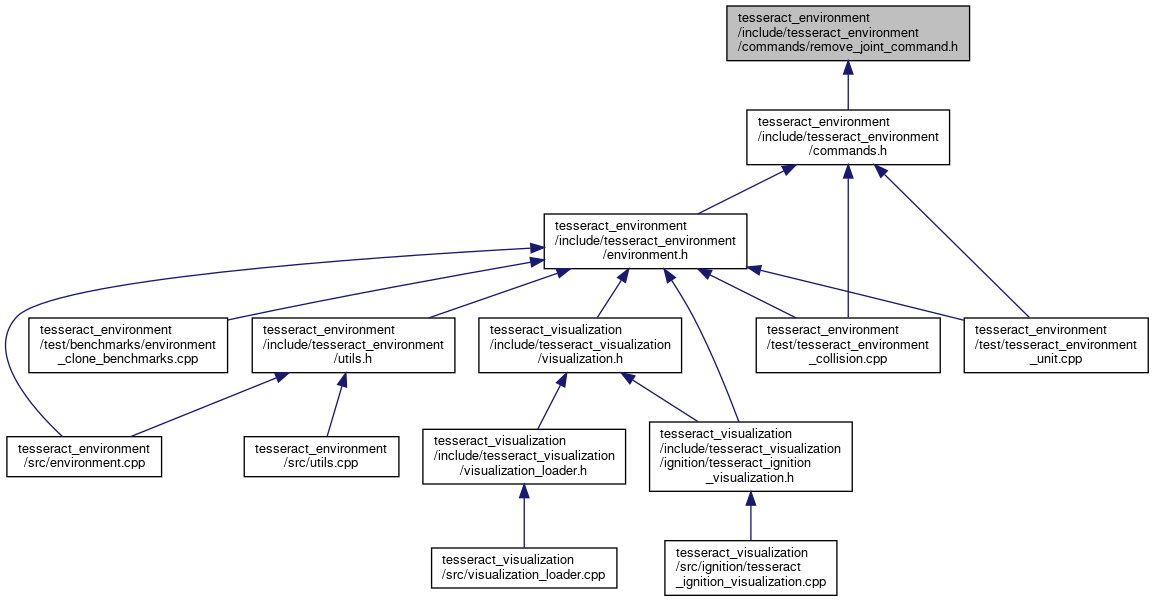 tesseract_environment
/include/tesseract_environment
/commands/remove_joint_command.h
tesseract_environment
/include/tesseract_environment
/commands.h
tesseract_environment
/include/tesseract_environment
/environment.h
tesseract_environment
/test/benchmarks/environment
_clone_benchmarks.cpp
tesseract_environment
/include/tesseract_environment
/utils.h
tesseract_visualization
/include/tesseract_visualization
/visualization.h
tesseract_environment
/test/tesseract_environment
_collision.cpp
tesseract_environment
/test/tesseract_environment
_unit.cpp
tesseract_environment
/src/environment.cpp
tesseract_environment
/src/utils.cpp
tesseract_visualization
/include/tesseract_visualization
/visualization_loader.h
tesseract_visualization
/include/tesseract_visualization
/ignition/tesseract_ignition
_visualization.h
tesseract_visualization
/src/visualization_loader.cpp
tesseract_visualization
/src/ignition/tesseract
_ignition_visualization.cpp